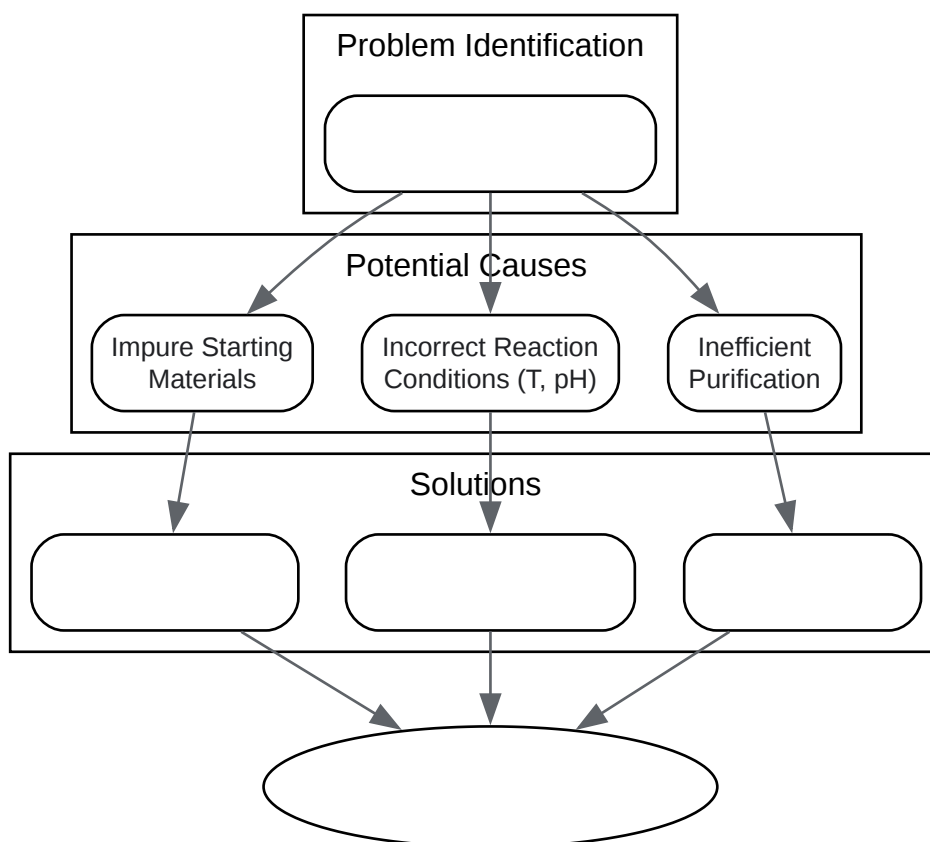 Problem Identification
Potential Causes
Impure Starting
Materials
Incorrect Reaction
Conditions (T, pH)
Inefficient
Purification
Solutions